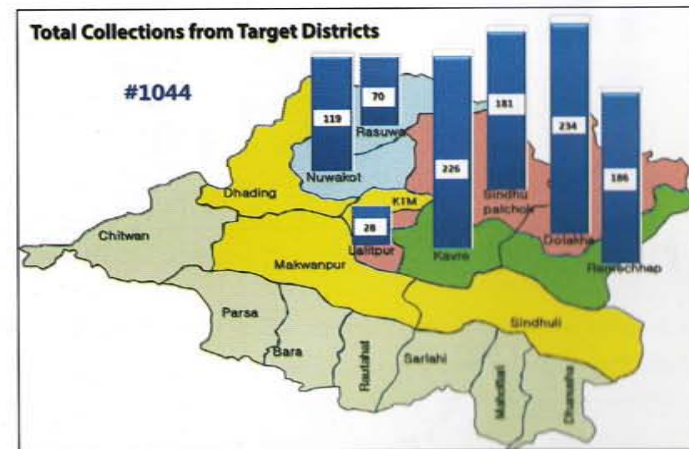 Total Collections from Target Districts
#1044
119
70
181
234
226
186
28
Rasuwa
Nuwakot
Dhading
KTM
Sindhu
palchok
Chitwan
Lalitpur
Kavre
Dolakha
Ramechhap
Makwanpur
Parsa
Bara
Rautahat
Sarlahi
Sindhuli
Mahottari
Dhanusha